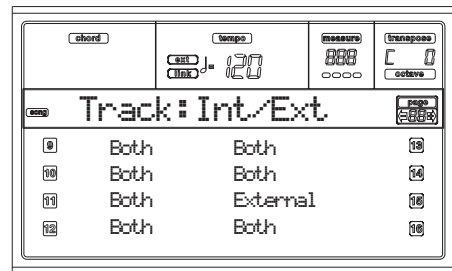 chord tempo measure transpose
ext ♩= 120 888 C 0
link octave
song Track:Int/Ext page
9 Both Both 13
10 Both Both 14
11 Both External 15
12 Both Both 16